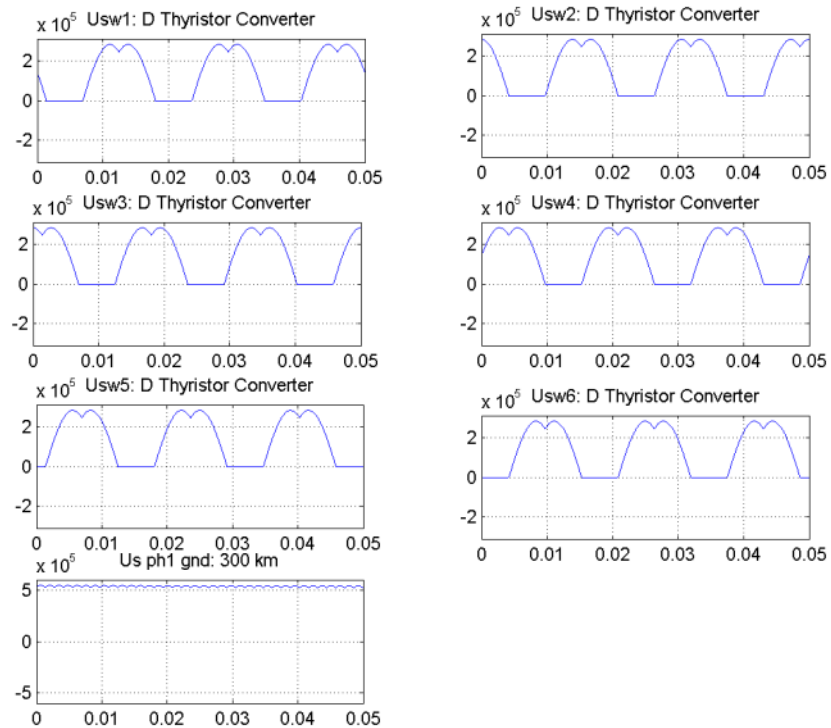 x 10^5 Usw1: D Thyristor Converter
2
0
-2
0 0.01 0.02 0.03 0.04 0.05
x 10^5 Usw2: D Thyristor Converter
2
0
-2
0 0.01 0.02 0.03 0.04 0.05
x 10^5 Usw3: D Thyristor Converter
2
0
-2
0 0.01 0.02 0.03 0.04 0.05
x 10^5 Usw4: D Thyristor Converter
2
0
-2
0 0.01 0.02 0.03 0.04 0.05
x 10^5 Usw5: D Thyristor Converter
2
0
-2
0 0.01 0.02 0.03 0.04 0.05
x 10^5 Usw6: D Thyristor Converter
2
0
-2
0 0.01 0.02 0.03 0.04 0.05
x 10^5 Us ph1 gnd: 300 km
5
0
-5
0 0.01 0.02 0.03 0.04 0.05